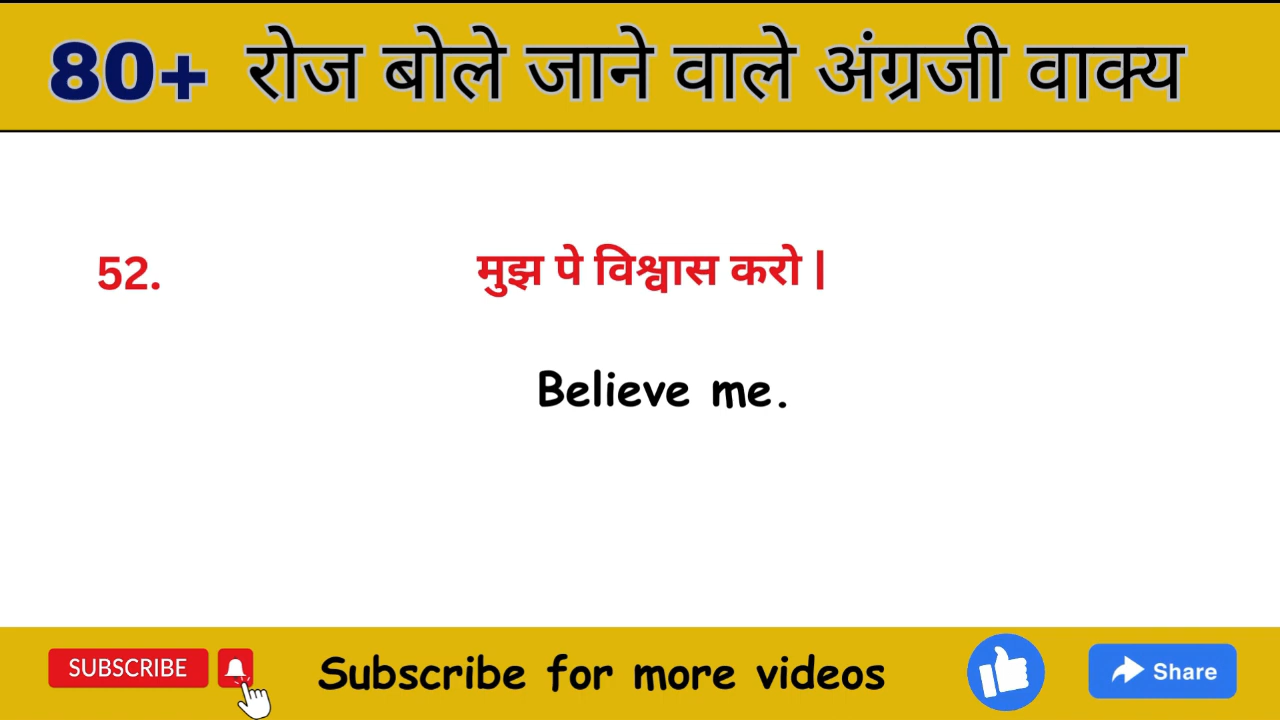 80+ रोज बोले जाने वाले अंग्रजी वाक्य
52. मुझ पे विश्वास करो |
Believe me.
SUBSCRIBE Subscribe for more videos Share